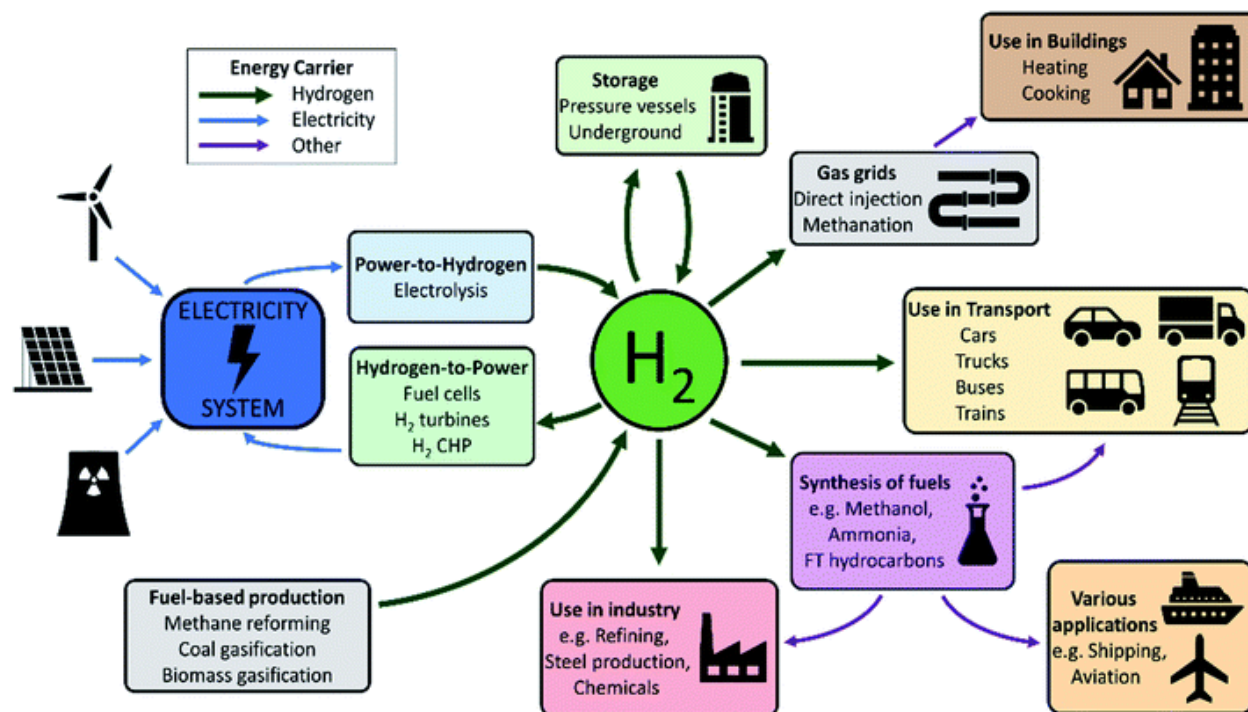 Energy Carrier
Hydrogen
Electricity
Other
Storage
Pressure vessels
Underground
Use in Buildings
Heating
Cooking
Gas grids
Direct injection
Methanation
Power-to-Hydrogen
Electrolysis
ELECTRICITY
SYSTEM
Hydrogen-to-Power
Fuel cells
H₂ turbines
H₂ CHP
H₂
Use in Transport
Cars
Trucks
Buses
Trains
Synthesis of fuels
e.g. Methanol,
Ammonia,
FT hydrocarbons
Fuel-based production
Methane reforming
Coal gasification
Biomass gasification
Use in industry
e.g. Refining,
Steel production,
Chemicals
Various
applications
e.g. Shipping,
Aviation